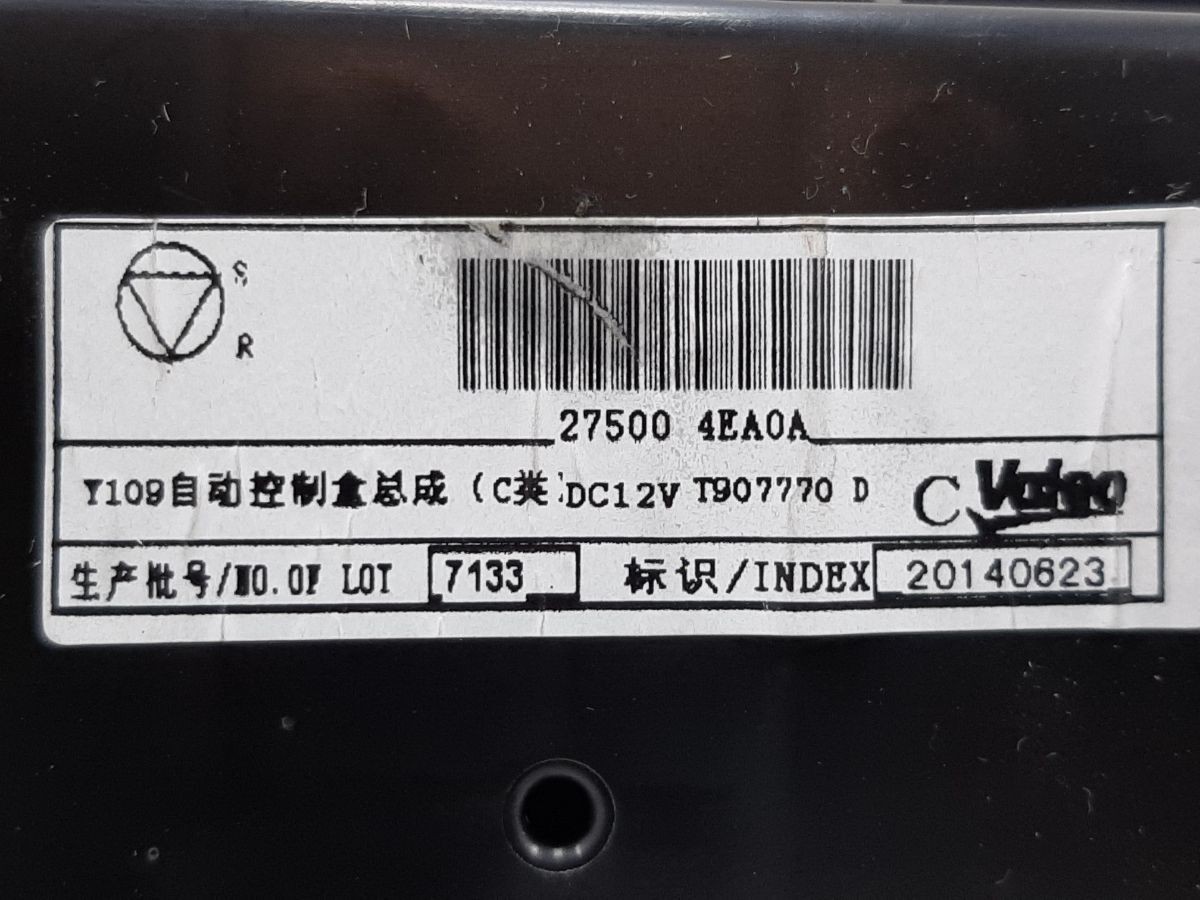 S
R
27500 4EA0A
Y109自动控制盒总成（C类）DC12V T907770 D C Valeo
生产批号/NO.OF LOT 7133 标识/INDEX 20140623